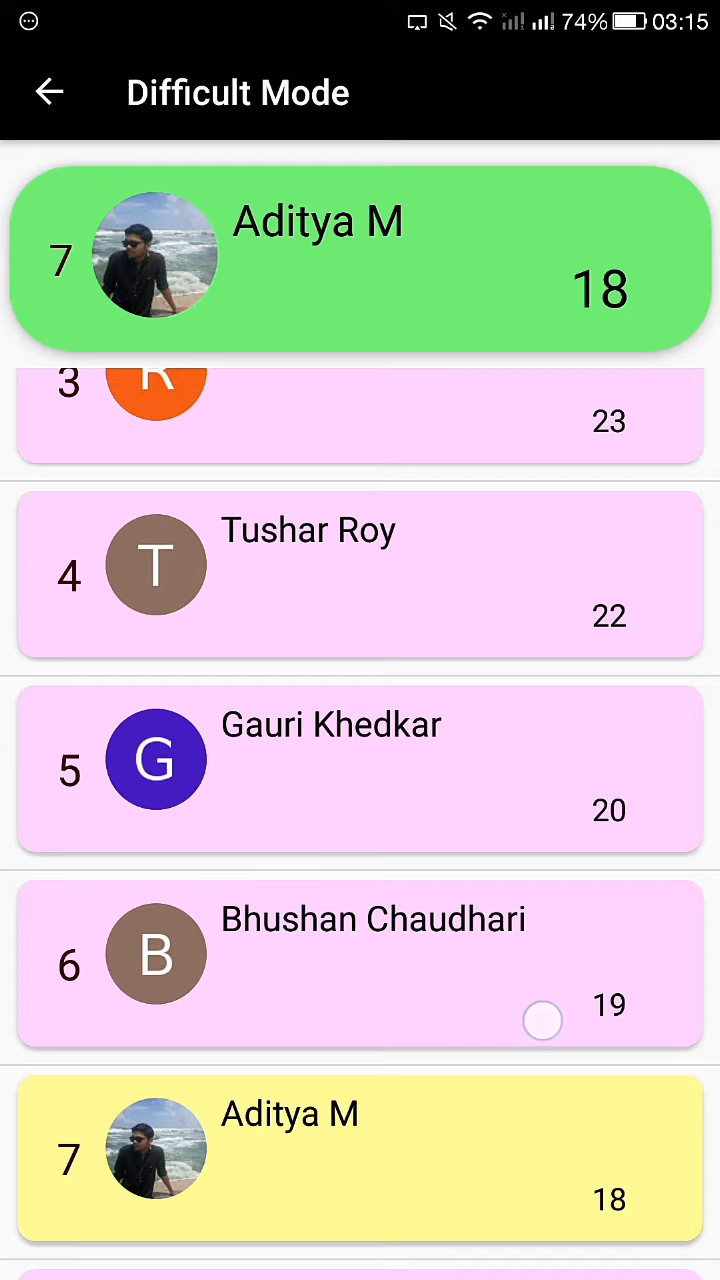 74% 03:15
Difficult Mode
7 Aditya M
18
3 R
23
4 T Tushar Roy
22
5 G Gauri Khedkar
20
6 B Bhushan Chaudhari
19
7 Aditya M
18